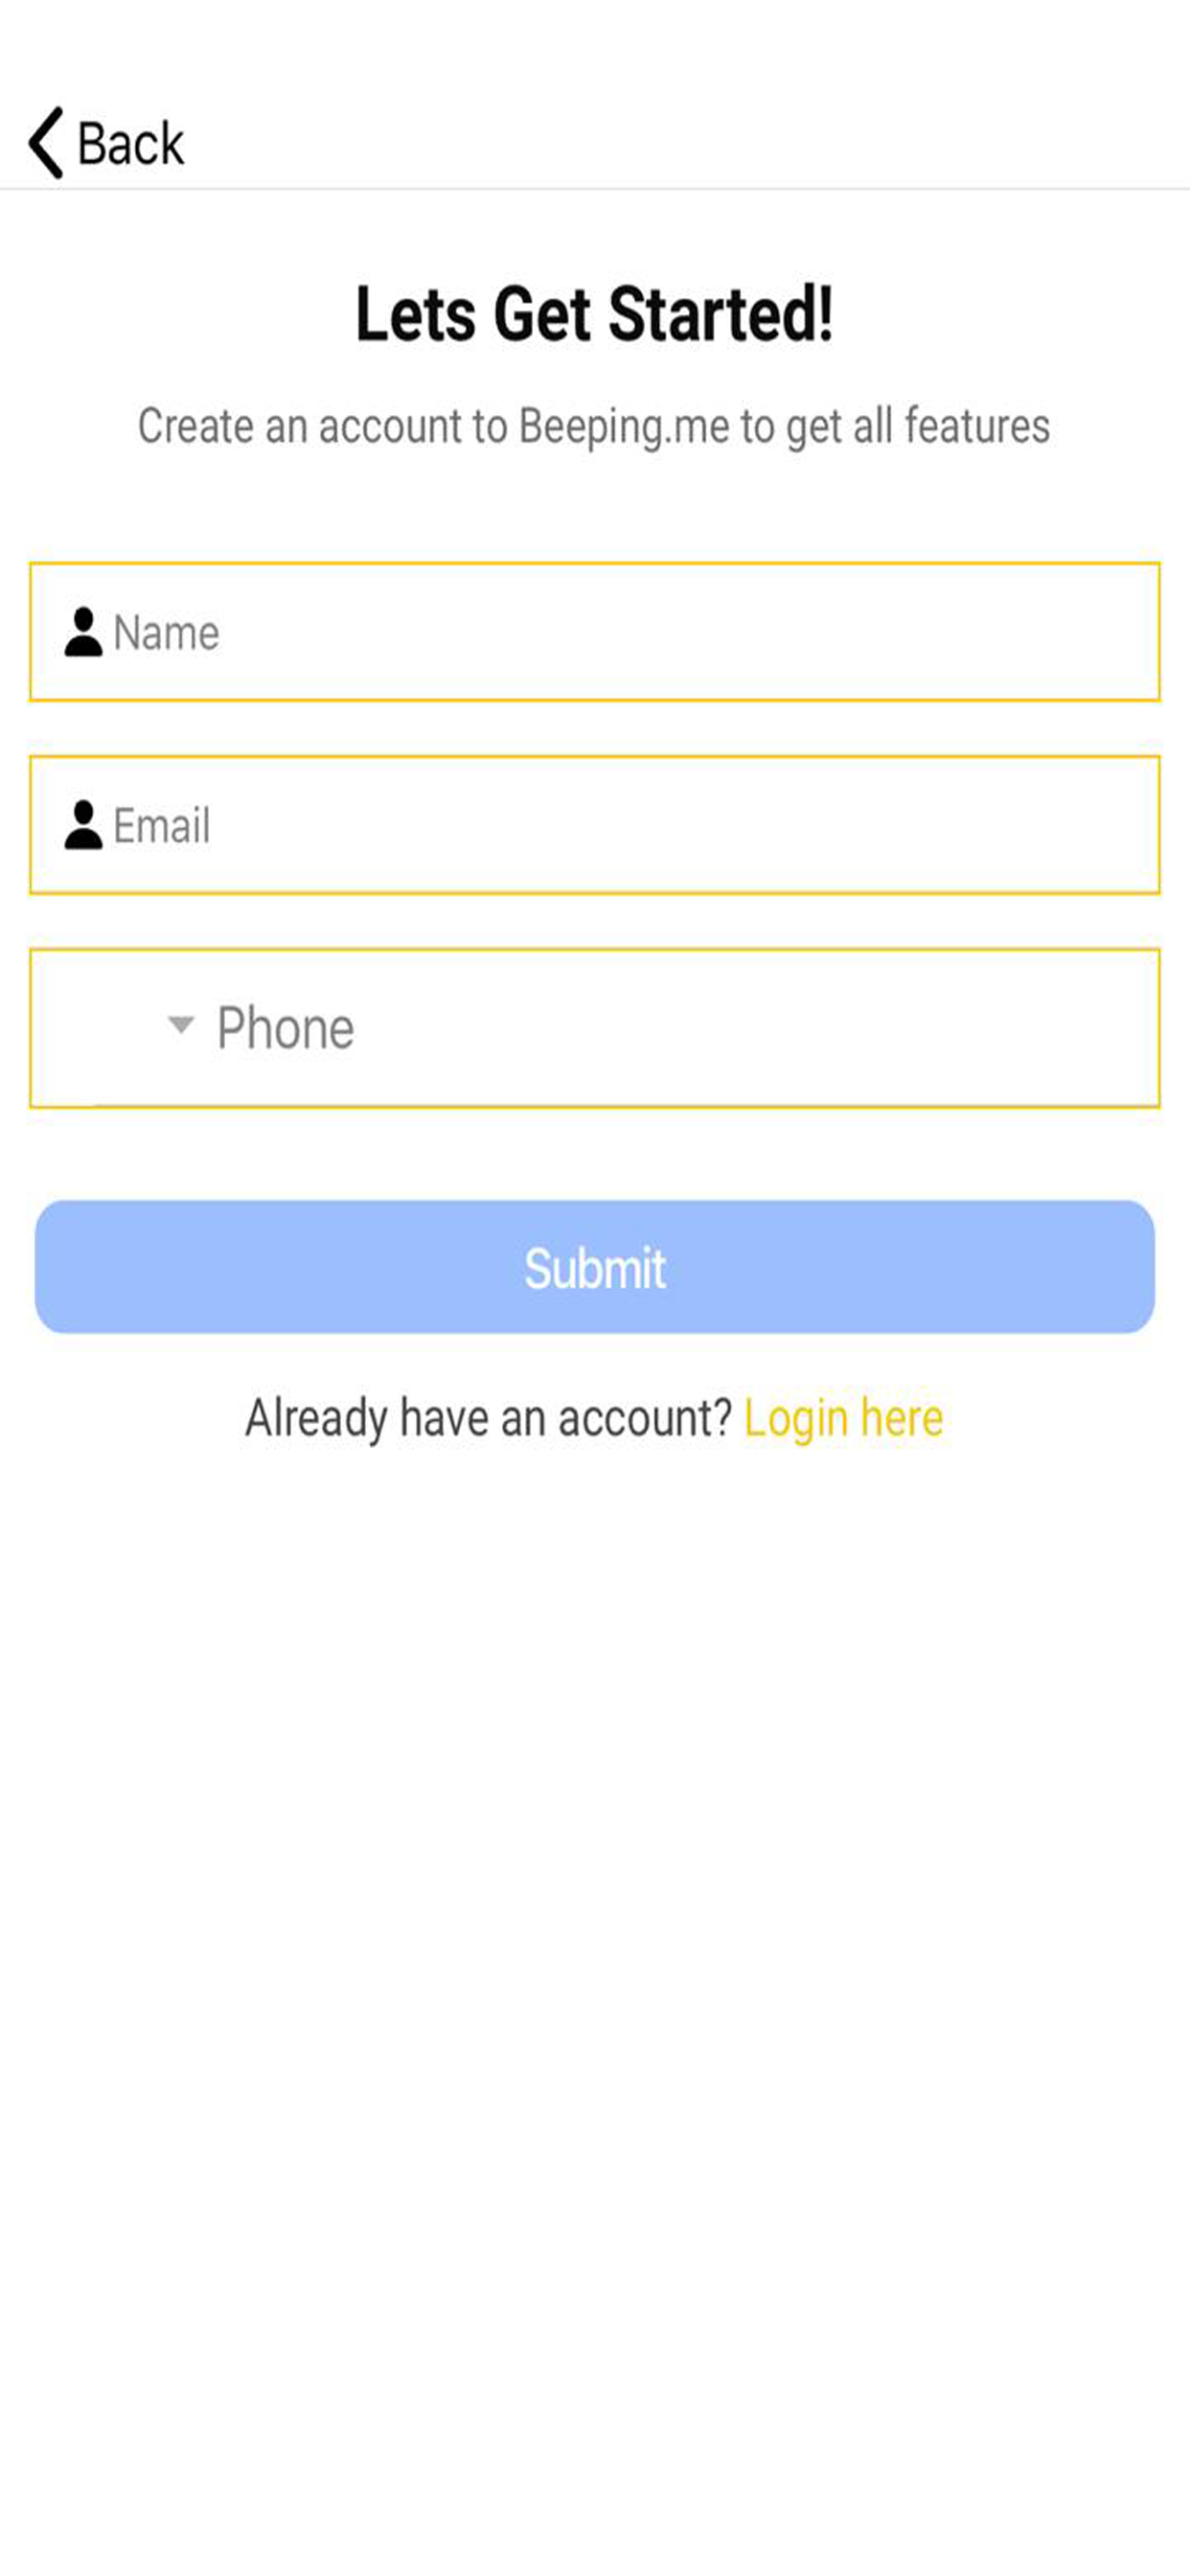 Back
Lets Get Started!
Create an account to Beeping.me to get all features
Name
Email
Phone
Submit
Already have an account? Login here